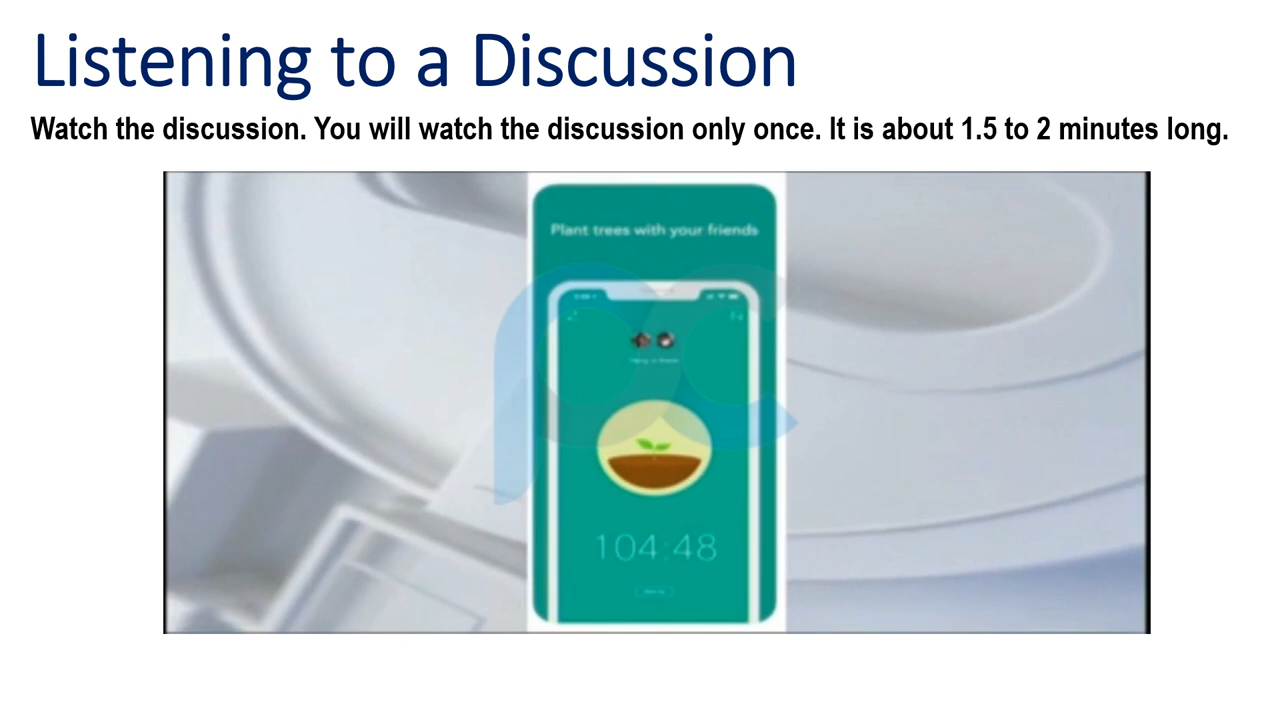 Listening to a Discussion
Watch the discussion. You will watch the discussion only once. It is about 1.5 to 2 minutes long.
Plant trees with your friends
104:48